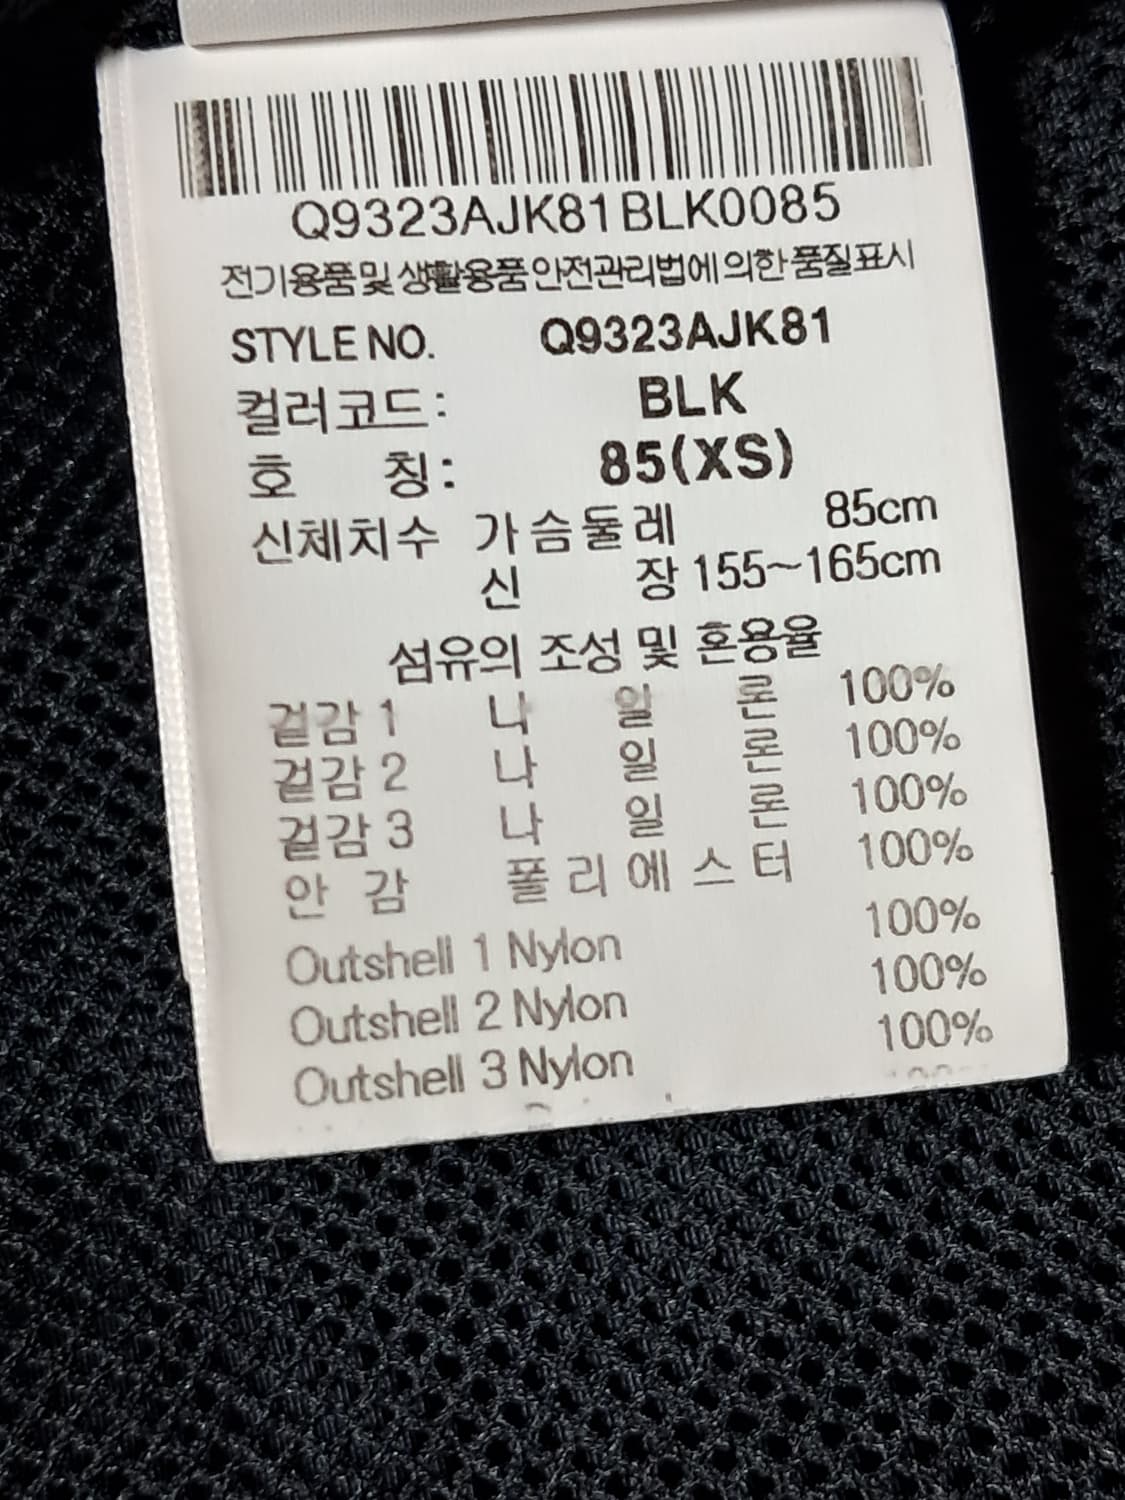 Q9323AJK81BLK0085
전기용품및 생활용품안전관리법에의한품질표시
STYLE NO. Q9323AJK81
컬러코드: BLK
호 칭: 85(XS)
신체치수 가슴둘레 85cm
신 장 155~165cm
섬유의 조성 및 혼용율
겉감 1 나 일 론 100%
겉감 2 나 일 론 100%
겉감 3 나 일 론 100%
안 감 폴리에스터 100%
Outshell 1 Nylon 100%
Outshell 2 Nylon 100%
Outshell 3 Nylon 100%